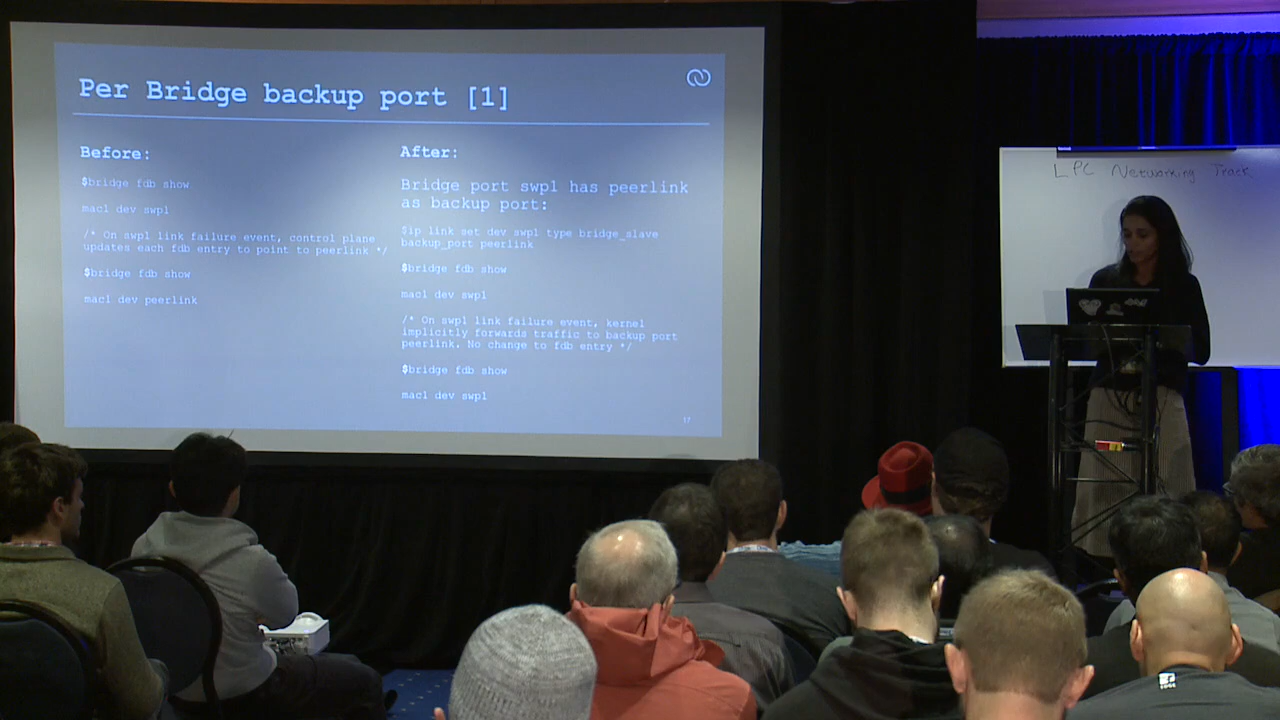 Per Bridge backup port [1]
Before:
$bridge fdb show
mac1 dev swp1
/* On swp1 link failure event, control plane
updates each fdb entry to point to peerlink */
$bridge fdb show
mac1 dev peerlink
After:
Bridge port swp1 has peerlink
as backup port:
$ip link set dev swp1 type bridge_slave
backup_port peerlink
$bridge fdb show
mac1 dev swp1
/* On swp1 link failure event, kernel
implicitly forwards traffic to backup port
peerlink. No change to fdb entry */
$bridge fdb show
mac1 dev swp1
17
LPC Networking Track